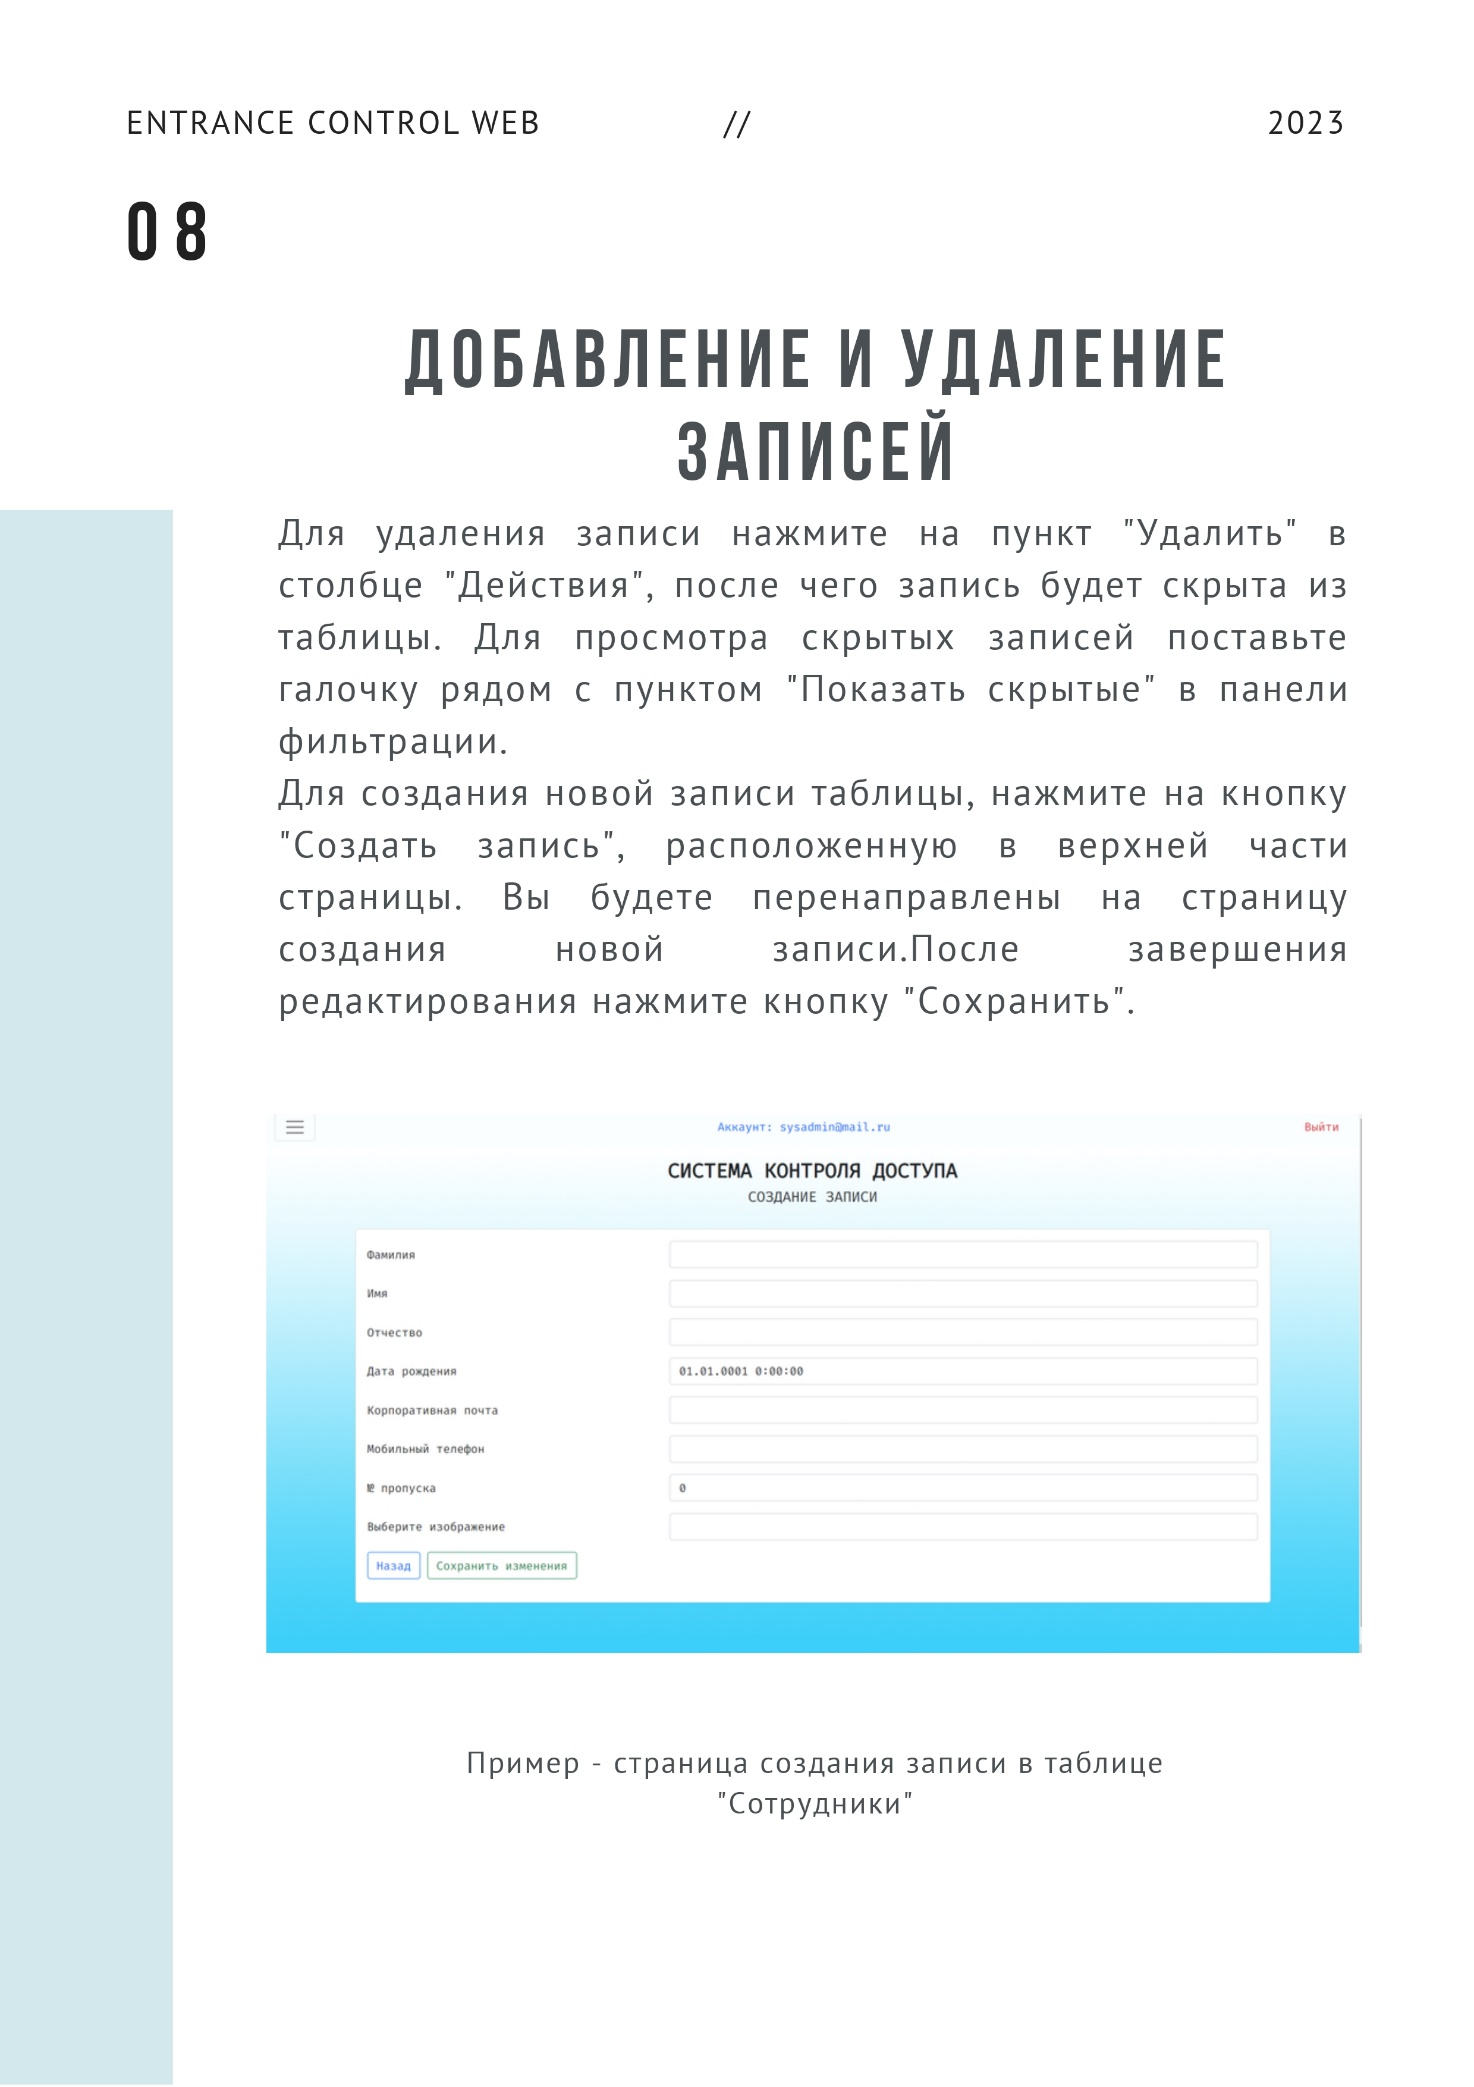 ENTRANCE CONTROL WEB // 2023
08
ДОБАВЛЕНИЕ И УДАЛЕНИЕ
ЗАПИСЕЙ
Для удаления записи нажмите на пункт "Удалить" в
столбце "Действия", после чего запись будет скрыта из
таблицы. Для просмотра скрытых записей поставьте
галочку рядом с пунктом "Показать скрытые" в панели
фильтрации.
Для создания новой записи таблицы, нажмите на кнопку
"Создать запись", расположенную в верхней части
страницы. Вы будете перенаправлены на страницу
создания новой записи.После завершения
редактирования нажмите кнопку "Сохранить".
Аккаунт: sysadmin@mail.ru Выйти
СИСТЕМА КОНТРОЛЯ ДОСТУПА
СОЗДАНИЕ ЗАПИСИ
Фамилия
Имя
Отчество
Дата рождения 01.01.0001 0:00:00
Корпоративная почта
Мобильный телефон
№ пропуска 0
Выберите изображение
Назад Сохранить изменения
Пример - страница создания записи в таблице
"Сотрудники"